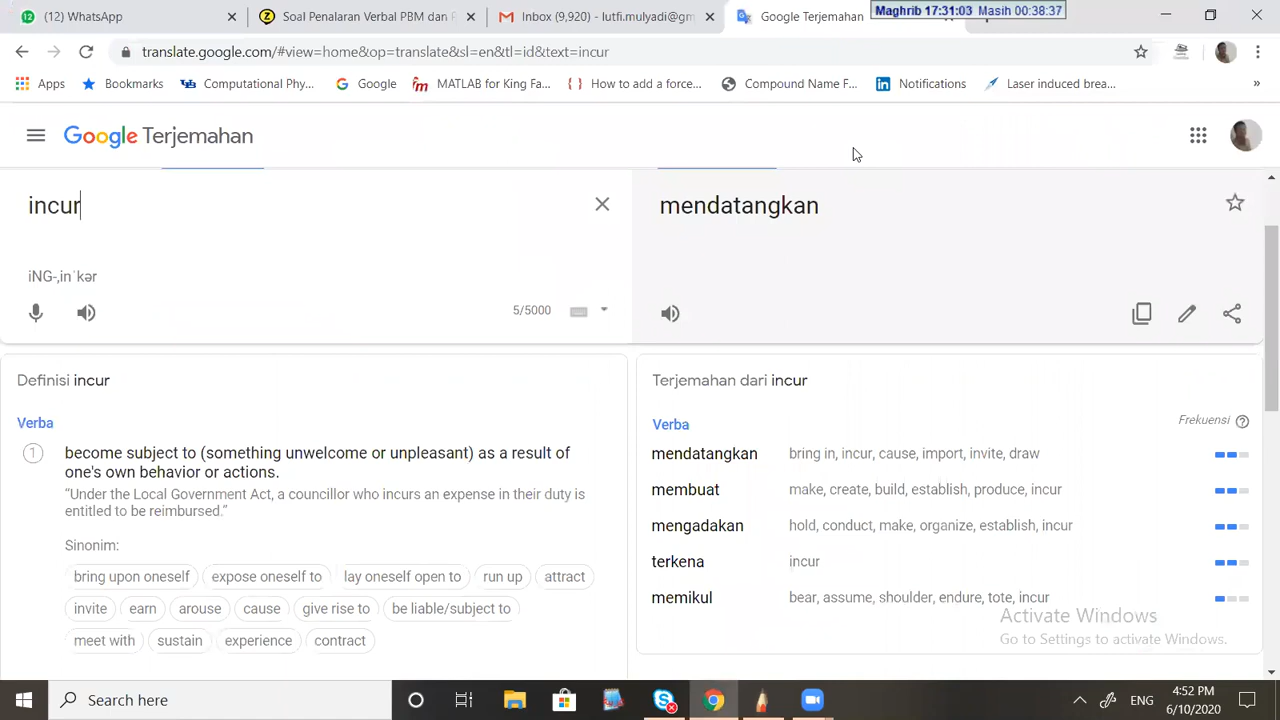 (12) WhatsApp
Soal Penalaran Verbal PBM dan
Inbox (9,920) - lutfi.mulyadi@gm
Google Terjemahan
Maghrib 17:31:03 Masih 00:38:37
translate.google.com/#view=home&op=translate&sl=en&tl=id&text=incur
Apps
Bookmarks
Computational Phy...
Google
MATLAB for King Fa...
How to add a force...
Compound Name F...
Notifications
Laser induced brea...
Google Terjemahan
incur
mendatangkan
iNG-,inˈkər
5/5000
Definisi incur
Verba
1
become subject to (something unwelcome or unpleasant) as a result of
one's own behavior or actions.
“Under the Local Government Act, a councillor who incurs an expense in their duty is
entitled to be reimbursed.”
Sinonim:
bring upon oneself
expose oneself to
lay oneself open to
run up
attract
invite
earn
arouse
cause
give rise to
be liable/subject to
meet with
sustain
experience
contract
Terjemahan dari incur
Verba
Frekuensi
mendatangkan bring in, incur, cause, import, invite, draw
membuat make, create, build, establish, produce, incur
mengadakan hold, conduct, make, organize, establish, incur
terkena incur
memikul bear, assume, shoulder, endure, tote, incur
Activate Windows
Go to Settings to activate Windows.
Search here
ENG
4:52 PM
6/10/2020